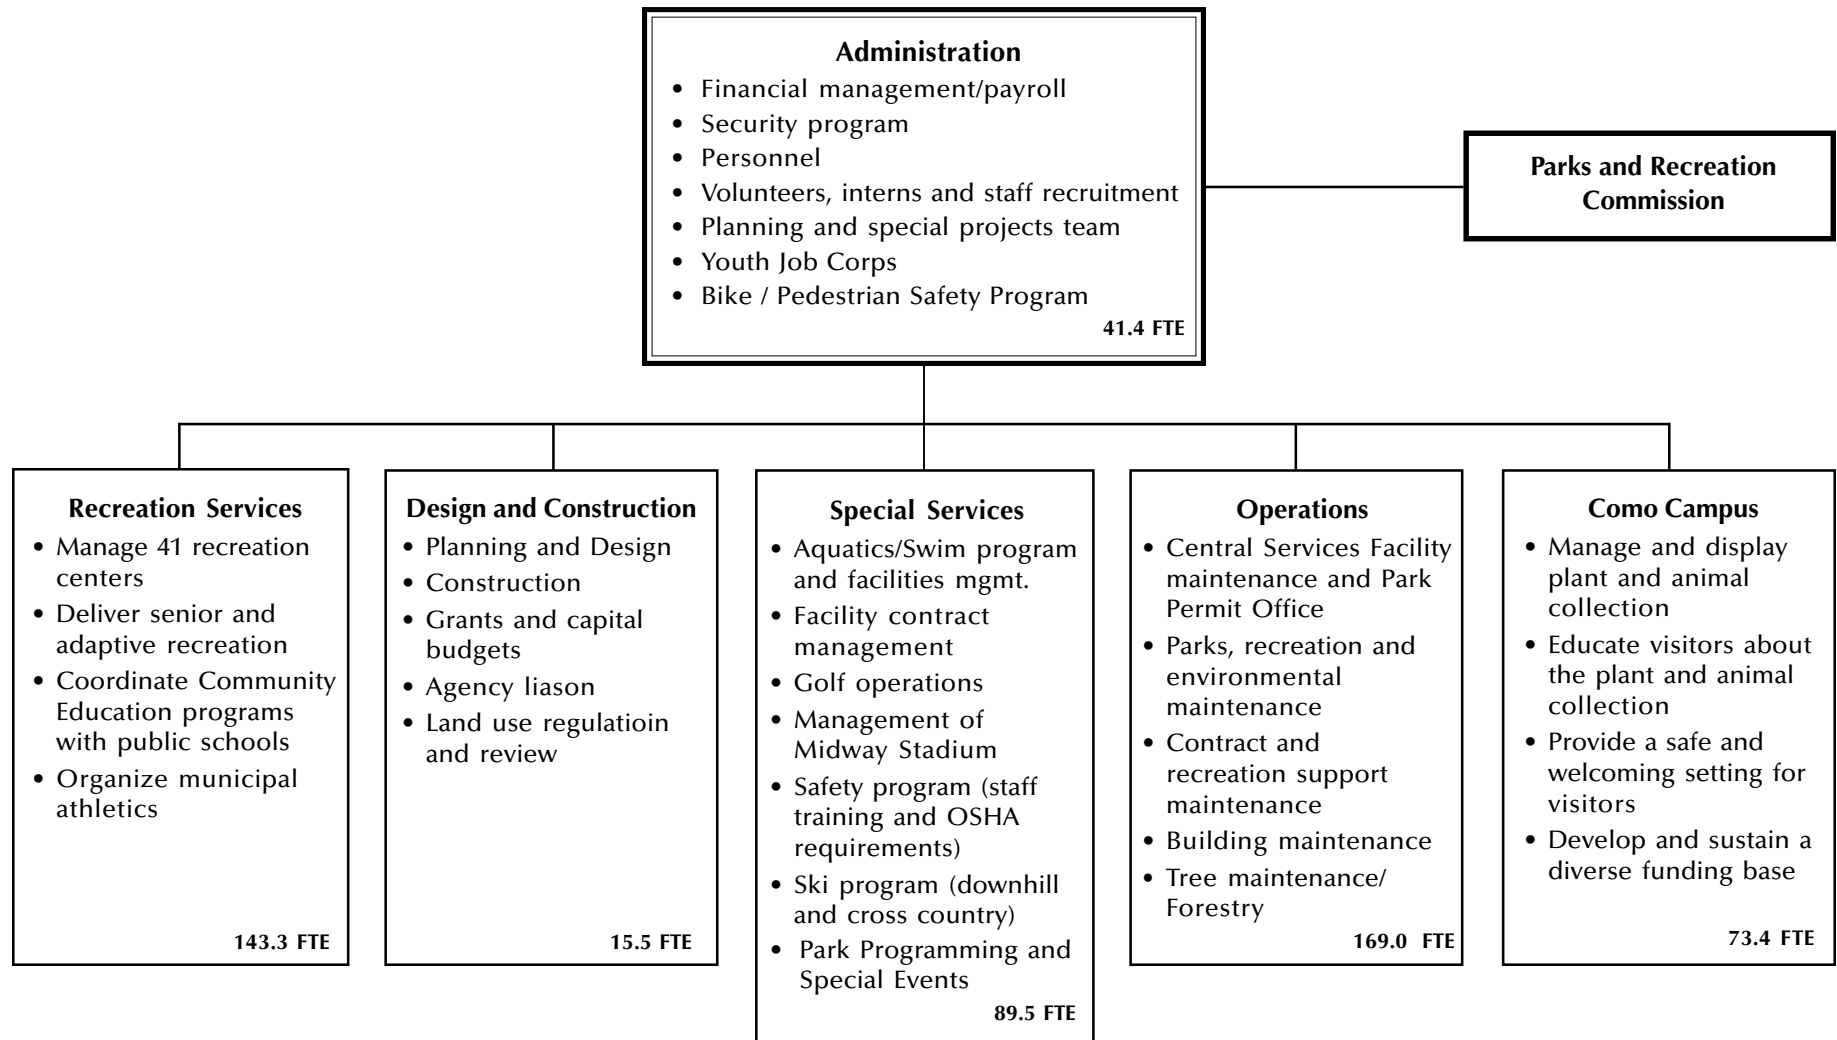 Administration
• Financial management/payroll
• Security program
• Personnel
• Volunteers, interns and staff recruitment
• Planning and special projects team
• Youth Job Corps
• Bike / Pedestrian Safety Program
41.4 FTE
Parks and Recreation
Commission
Recreation Services
• Manage 41 recreation
centers
• Deliver senior and
adaptive recreation
• Coordinate Community
Education programs
with public schools
• Organize municipal
athletics
143.3 FTE
Design and Construction
• Planning and Design
• Construction
• Grants and capital
budgets
• Agency liason
• Land use regulatioin
and review
15.5 FTE
Special Services
• Aquatics/Swim program
and facilities mgmt.
• Facility contract
management
• Golf operations
• Management of
Midway Stadium
• Safety program (staff
training and OSHA
requirements)
• Ski program (downhill
and cross country)
• Park Programming and
Special Events
89.5 FTE
Operations
• Central Services Facility
maintenance and Park
Permit Office
• Parks, recreation and
environmental
maintenance
• Contract and
recreation support
maintenance
• Building maintenance
• Tree maintenance/
Forestry
169.0 FTE
Como Campus
• Manage and display
plant and animal
collection
• Educate visitors about
the plant and animal
collection
• Provide a safe and
welcoming setting for
visitors
• Develop and sustain a
diverse funding base
73.4 FTE